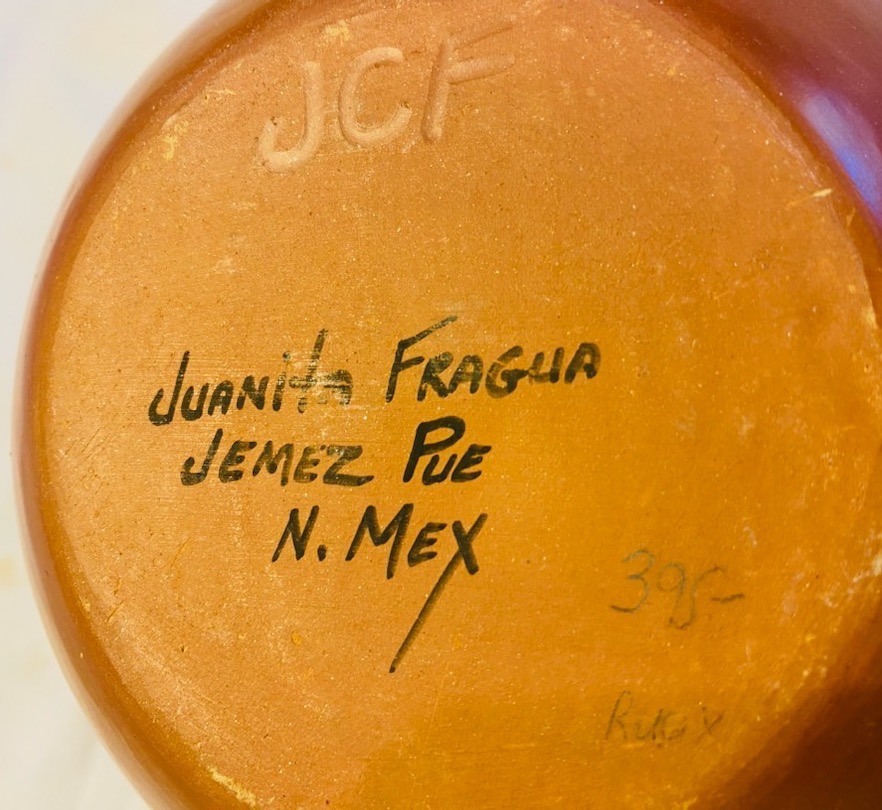 JCF
Juanita Fragua
Jemez Pue
N. Mex
395-